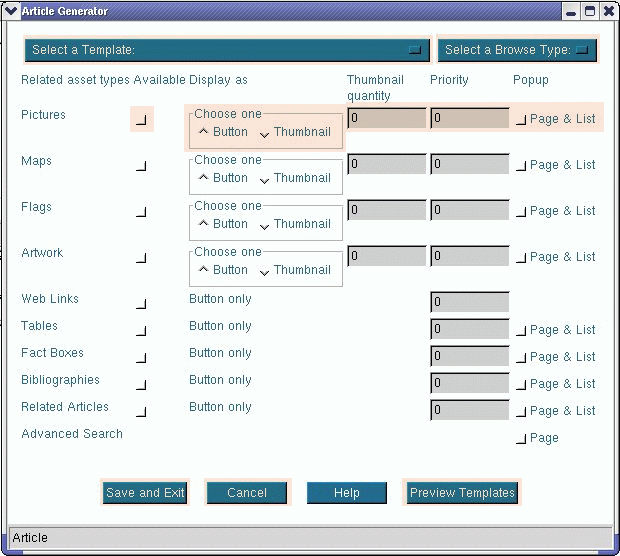 Article Generator
Select a Template: Select a Browse Type:
Related asset types Available Display as Thumbnail quantity Priority Popup
Pictures Choose one Button Thumbnail 0 0 Page & List
Maps Choose one Button Thumbnail 0 0 Page & List
Flags Choose one Button Thumbnail 0 0 Page & List
Artwork Choose one Button Thumbnail 0 0 Page & List
Web Links Button only 0
Tables Button only 0 Page & List
Fact Boxes Button only 0 Page & List
Bibliographies Button only 0 Page & List
Related Articles Button only 0 Page & List
Advanced Search Page
Save and Exit Cancel Help Preview Templates
Article